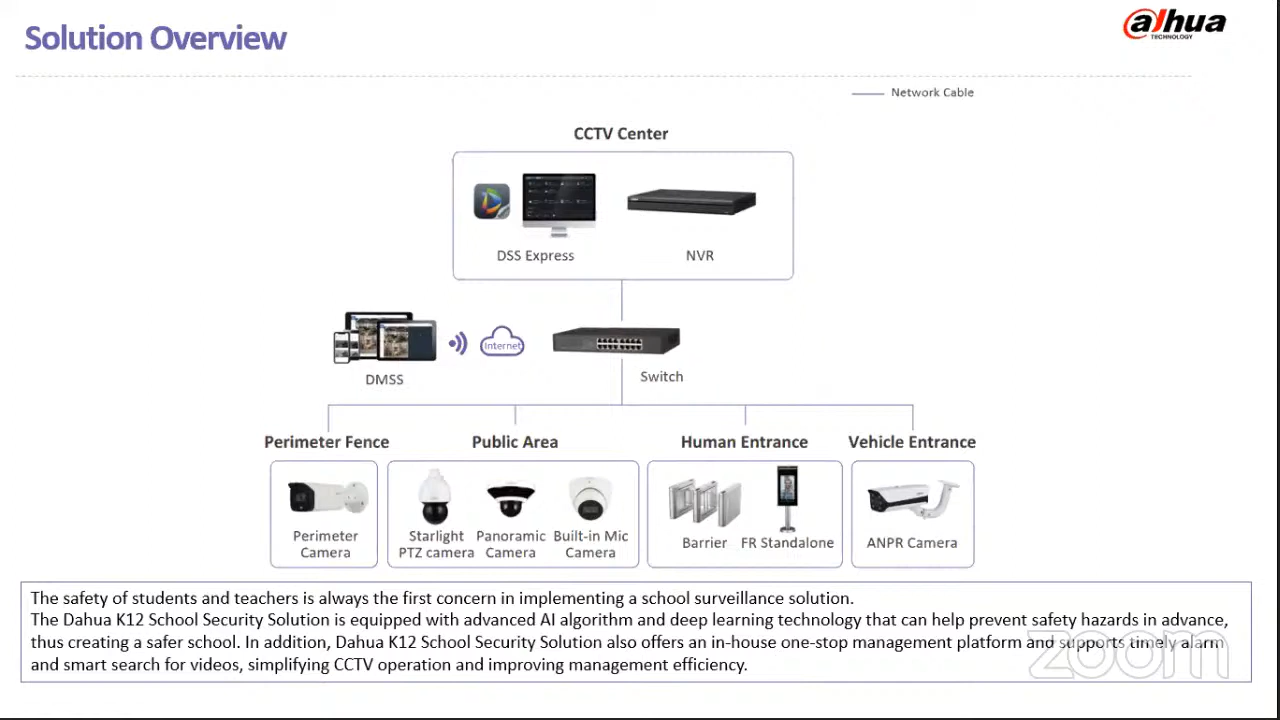 Solution Overview
alhua
TECHNOLOGY
Network Cable
CCTV Center
DSS Express
NVR
Internet
DMSS
Switch
Perimeter Fence
Public Area
Human Entrance
Vehicle Entrance
Perimeter
Camera
Starlight
PTZ camera
Panoramic
Camera
Built-in Mic
Camera
Barrier
FR Standalone
ANPR Camera
The safety of students and teachers is always the first concern in implementing a school surveillance solution.
The Dahua K12 School Security Solution is equipped with advanced AI algorithm and deep learning technology that can help prevent safety hazards in advance,
thus creating a safer school. In addition, Dahua K12 School Security Solution also offers an in-house one-stop management platform and supports timely alarm
and smart search for videos, simplifying CCTV operation and improving management efficiency.
zoom